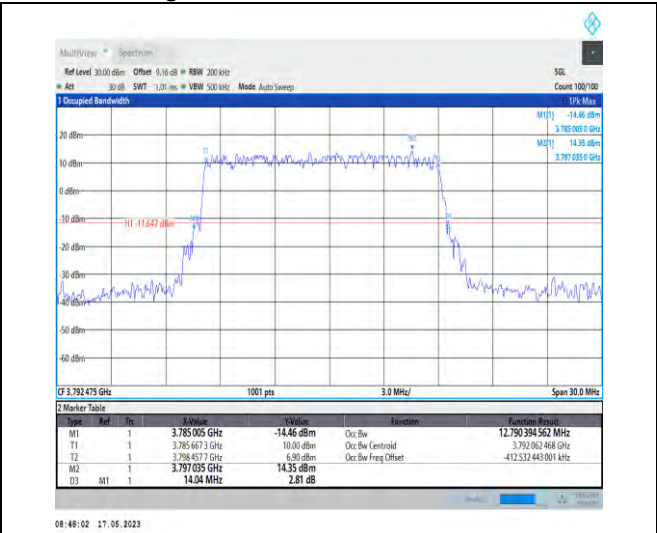 MultiView Spectrum
Ref Level 30.00 dBm Offset 9.16 dB RBW 200 kHz SGL
Att 30 dB SWT 1.01 ms VBW 500 kHz Mode Auto Sweep Count 100/100
1 Occupied Bandwidth 1Pk Max
M1[1] -14.46 dBm
3.785 005 0 GHz
20 dBm M2[1] 14.35 dBm
T1 M2 3.797 035 0 GHz
10 dBm
0 dBm
-10 dBm H1 -11.647 dBm
-20 dBm
-30 dBm
-40 dBm
-50 dBm
-60 dBm
CF 3.792 475 GHz 1001 pts 3.0 MHz/ Span 30.0 MHz
2 Marker Table
Type Ref Trc X-Value Y-Value Function Function Result
M1 1 3.785 005 GHz -14.46 dBm Occ Bw 12.790 394 562 MHz
T1 1 3.785 667 3 GHz 10.00 dBm Occ Bw Centroid 3.792 062 468 GHz
T2 1 3.798 457 7 GHz 6.90 dBm Occ Bw Freq Offset -412.532 443 001 kHz
M2 1 3.797 035 GHz 14.35 dBm
D3 M1 1 14.04 MHz 2.81 dB
08:48:02 17.05.2023